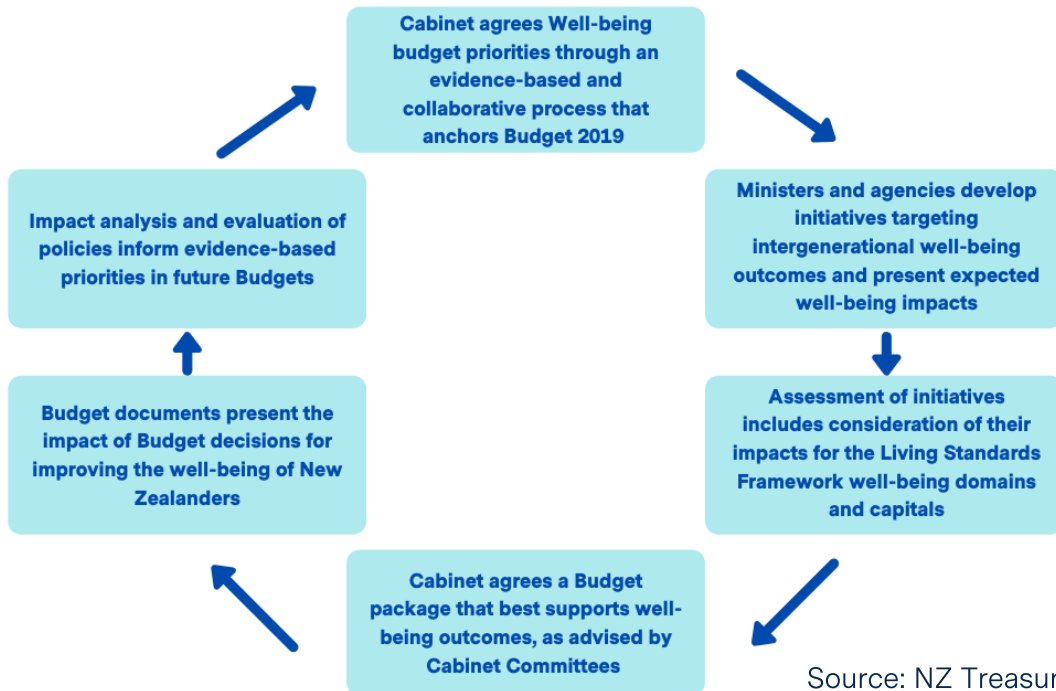 Cabinet agrees Well-being
budget priorities through an
evidence-based and
collaborative process that
anchors Budget 2019
Ministers and agencies develop
initiatives targeting
intergenerational well-being
outcomes and present expected
well-being impacts
Assessment of initiatives
includes consideration of their
impacts for the Living Standards
Framework well-being domains
and capitals
Cabinet agrees a Budget
package that best supports well-
being outcomes, as advised by
Cabinet Committees
Budget documents present the
impact of Budget decisions for
improving the well-being of New
Zealanders
Impact analysis and evaluation of
policies inform evidence-based
priorities in future Budgets
Source: NZ Treasur